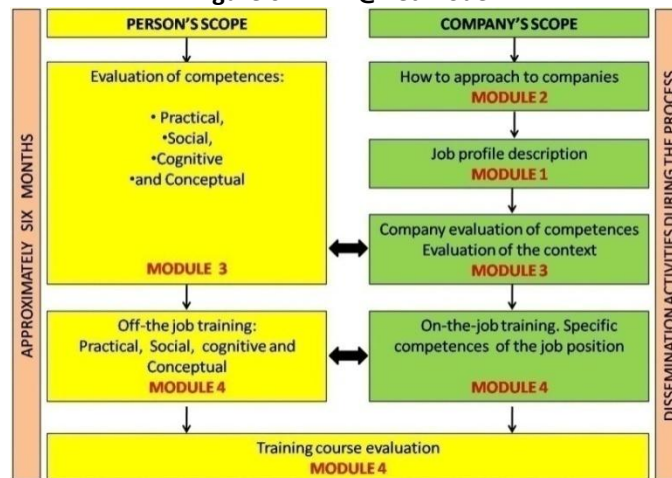 PERSON'S SCOPE
COMPANY'S SCOPE
APPROXIMATELY SIX MONTHS
Evaluation of competences:
• Practical,
•Social,
•Cognitive
•and Conceptual
MODULE 3
How to approach to companies
MODULE 2
Job profile description
MODULE 1
Company evaluation of competences
Evaluation of the context
MODULE 3
Off-the job training:
Practical, Social, cognitive and
Conceptual
MODULE 4
On-the-job training. Specific
competences of the job position
MODULE 4
Training course evaluation
MODULE 4
DISSEMINATION ACTIVITIES DURING THE PROCESS